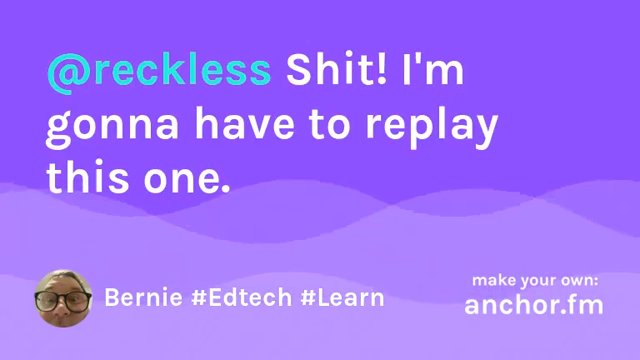 @reckless Shit! I'm
gonna have to replay
this one.
Bernie #Edtech #Learn
make your own:
anchor.fm